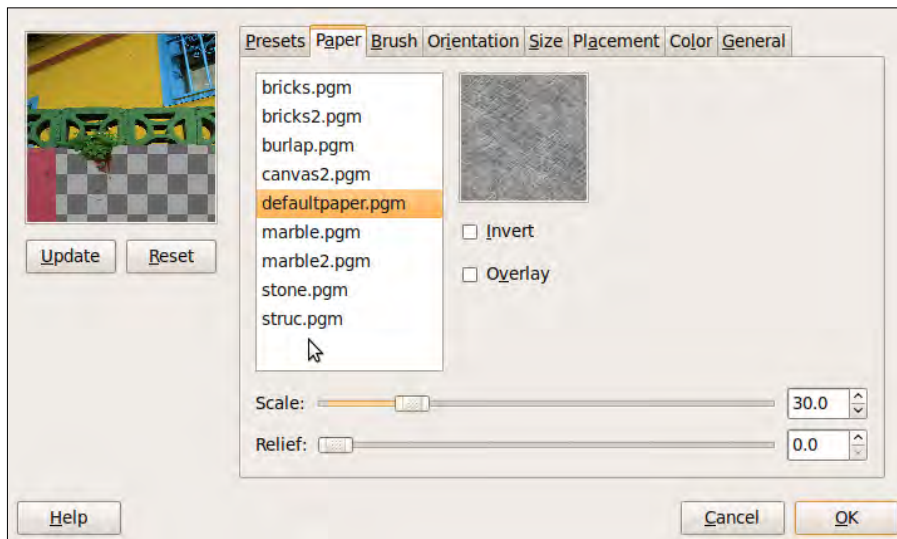 Presets Paper Brush Orientation Size Placement Color General
bricks.pgm
bricks2.pgm
burlap.pgm
canvas2.pgm
defaultpaper.pgm
marble.pgm
marble2.pgm
stone.pgm
struc.pgm
Invert
Overlay
Update Reset
Scale: 30.0
Relief: 0.0
Help Cancel OK